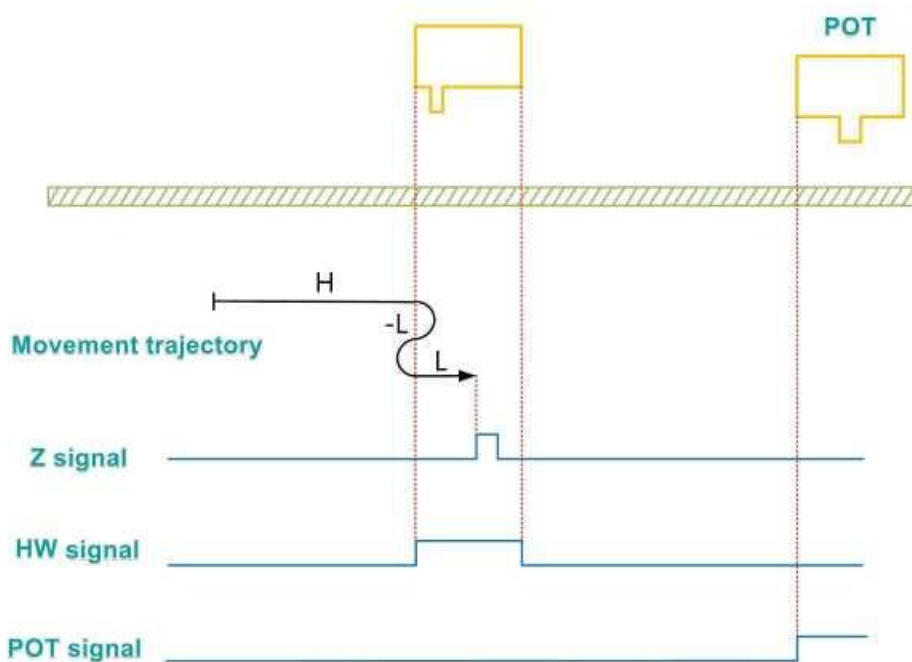 POT
H
-L
Movement trajectory
L
Z signal
HW signal
POT signal